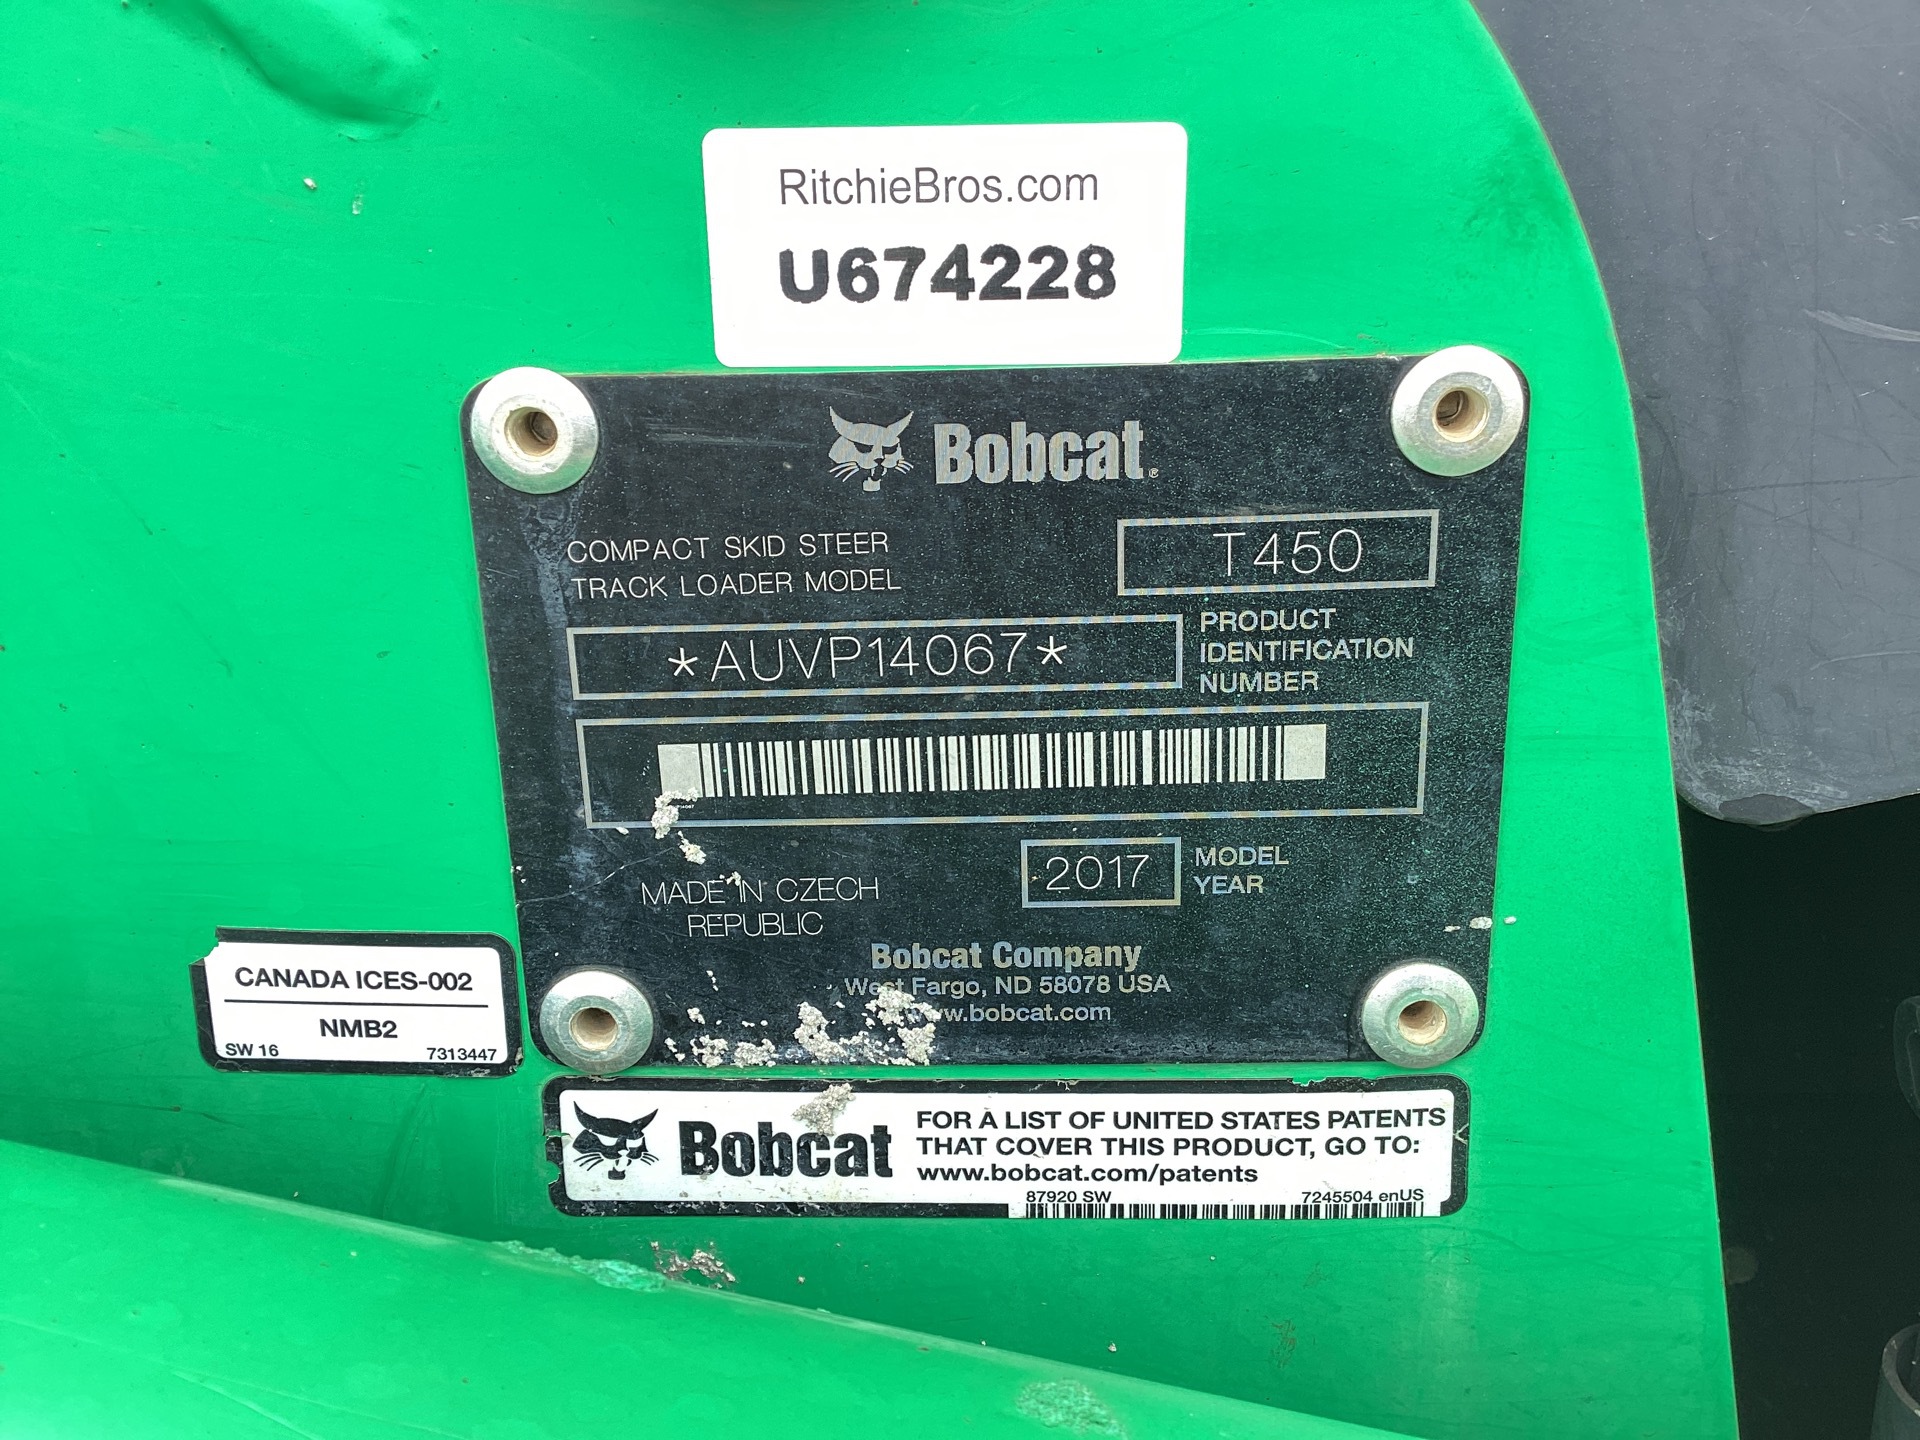 RitchieBros.com
U674228
Bobcat®
COMPACT SKID STEER
TRACK LOADER MODEL
T450
*AUVP14067*
PRODUCT
IDENTIFICATION
NUMBER
2017
MODEL
YEAR
MADE IN CZECH
REPUBLIC
Bobcat Company
West Fargo, ND 58078 USA
www.bobcat.com
CANADA ICES-002
NMB2
SW 16 7313447
Bobcat
FOR A LIST OF UNITED STATES PATENTS
THAT COVER THIS PRODUCT, GO TO:
www.bobcat.com/patents
87920 SW 7245504 enUS